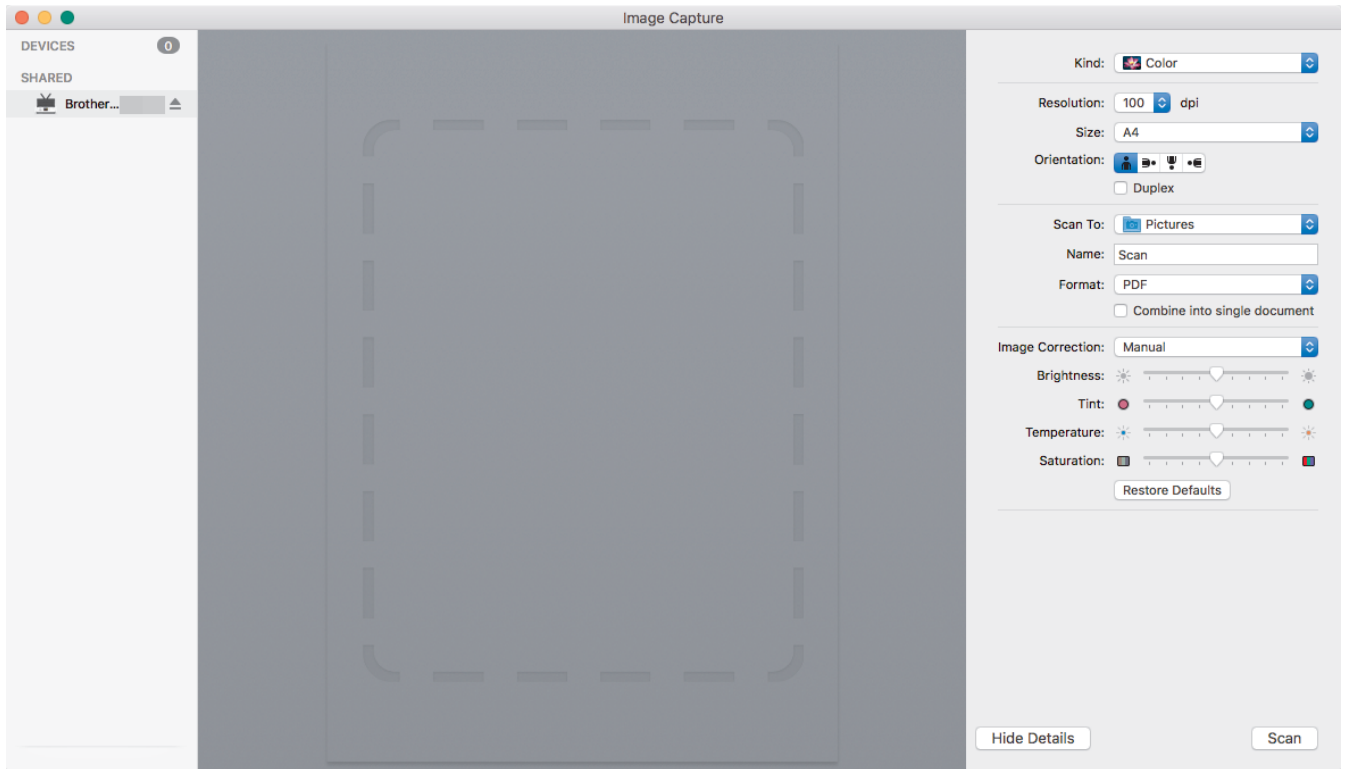 Image Capture
DEVICES 0
SHARED
Brother...
Kind: Color
Resolution: 100 dpi
Size: A4
Orientation:
Duplex
Scan To: Pictures
Name: Scan
Format: PDF
Combine into single document
Image Correction: Manual
Brightness:
Tint:
Temperature:
Saturation:
Restore Defaults
Hide Details Scan